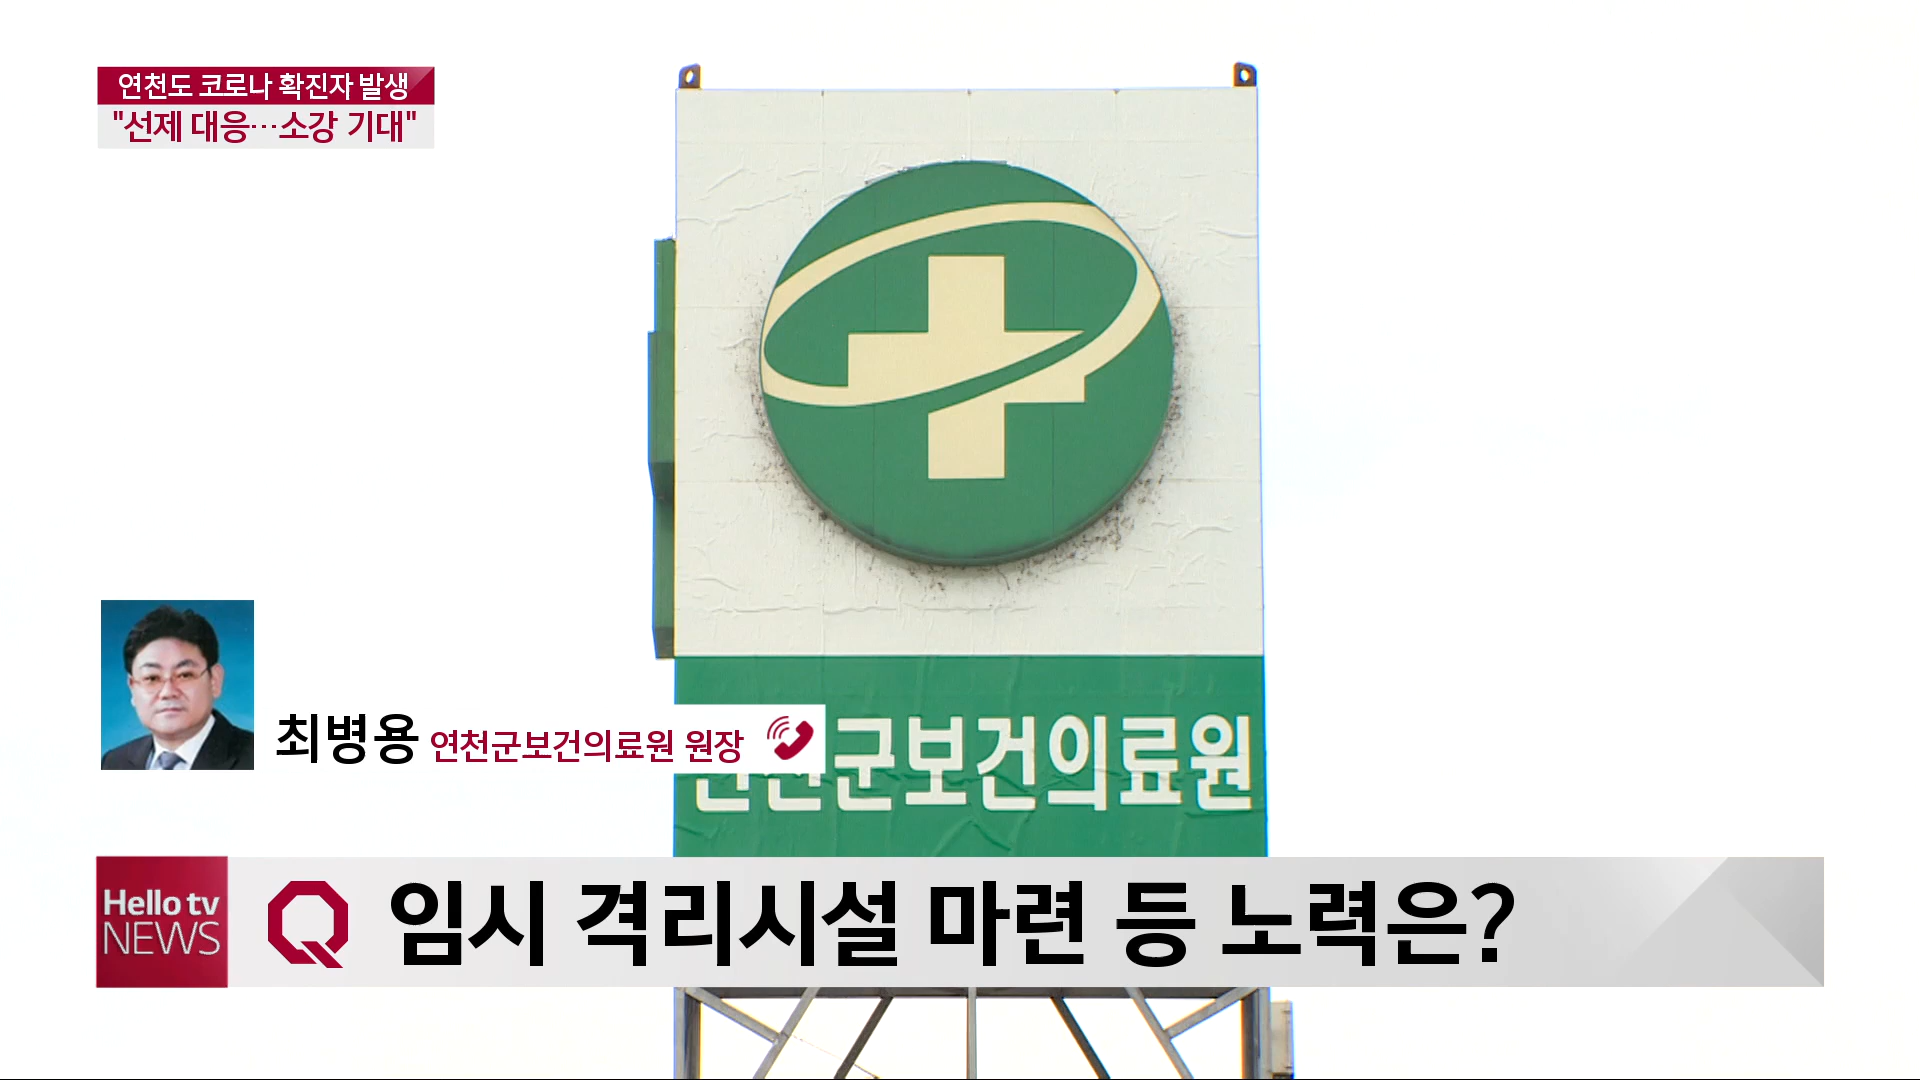 연천도 코로나 확진자 발생
"선제 대응…소강 기대"
최병용 연천군보건의료원 원장
연천군보건의료원
Hello tv
NEWS
Q 임시 격리시설 마련 등 노력은?